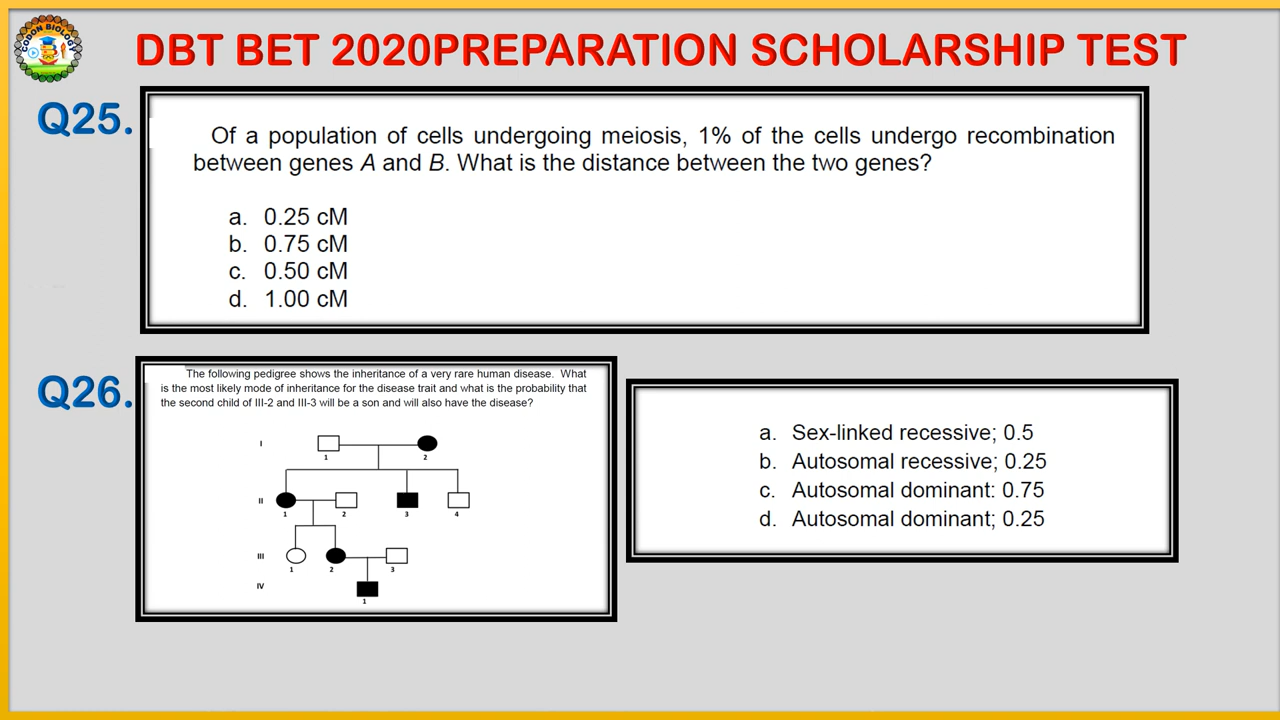 CODON BIOLOGY
DBT BET 2020PREPARATION SCHOLARSHIP TEST
Q25.
Of a population of cells undergoing meiosis, 1% of the cells undergo recombination
between genes A and B. What is the distance between the two genes?
a. 0.25 cM
b. 0.75 cM
c. 0.50 cM
d. 1.00 cM
Q26.
The following pedigree shows the inheritance of a very rare human disease. What
is the most likely mode of inheritance for the disease trait and what is the probability that
the second child of III-2 and III-3 will be a son and will also have the disease?
I
1 2
II
1 2 3 4
III
1 2 3
IV
1
a. Sex-linked recessive; 0.5
b. Autosomal recessive; 0.25
c. Autosomal dominant: 0.75
d. Autosomal dominant; 0.25